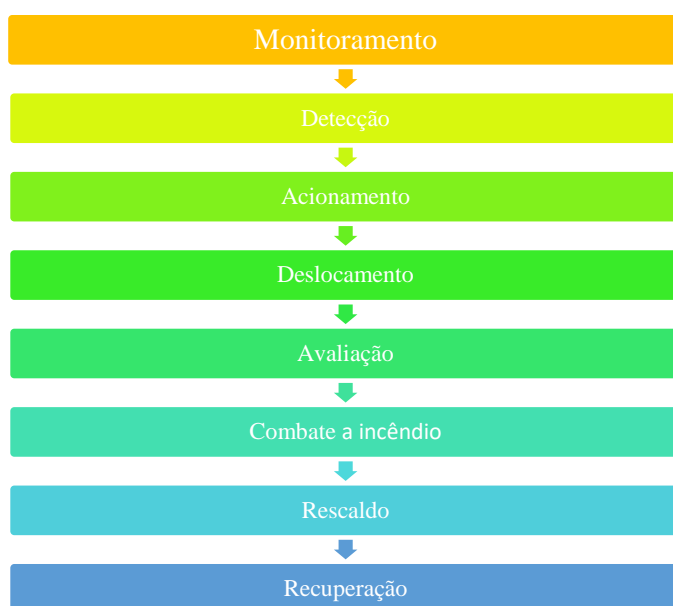 Monitoramento
Detecção
Acionamento
Deslocamento
Avaliação
Combate a incêndio
Rescaldo
Recuperação